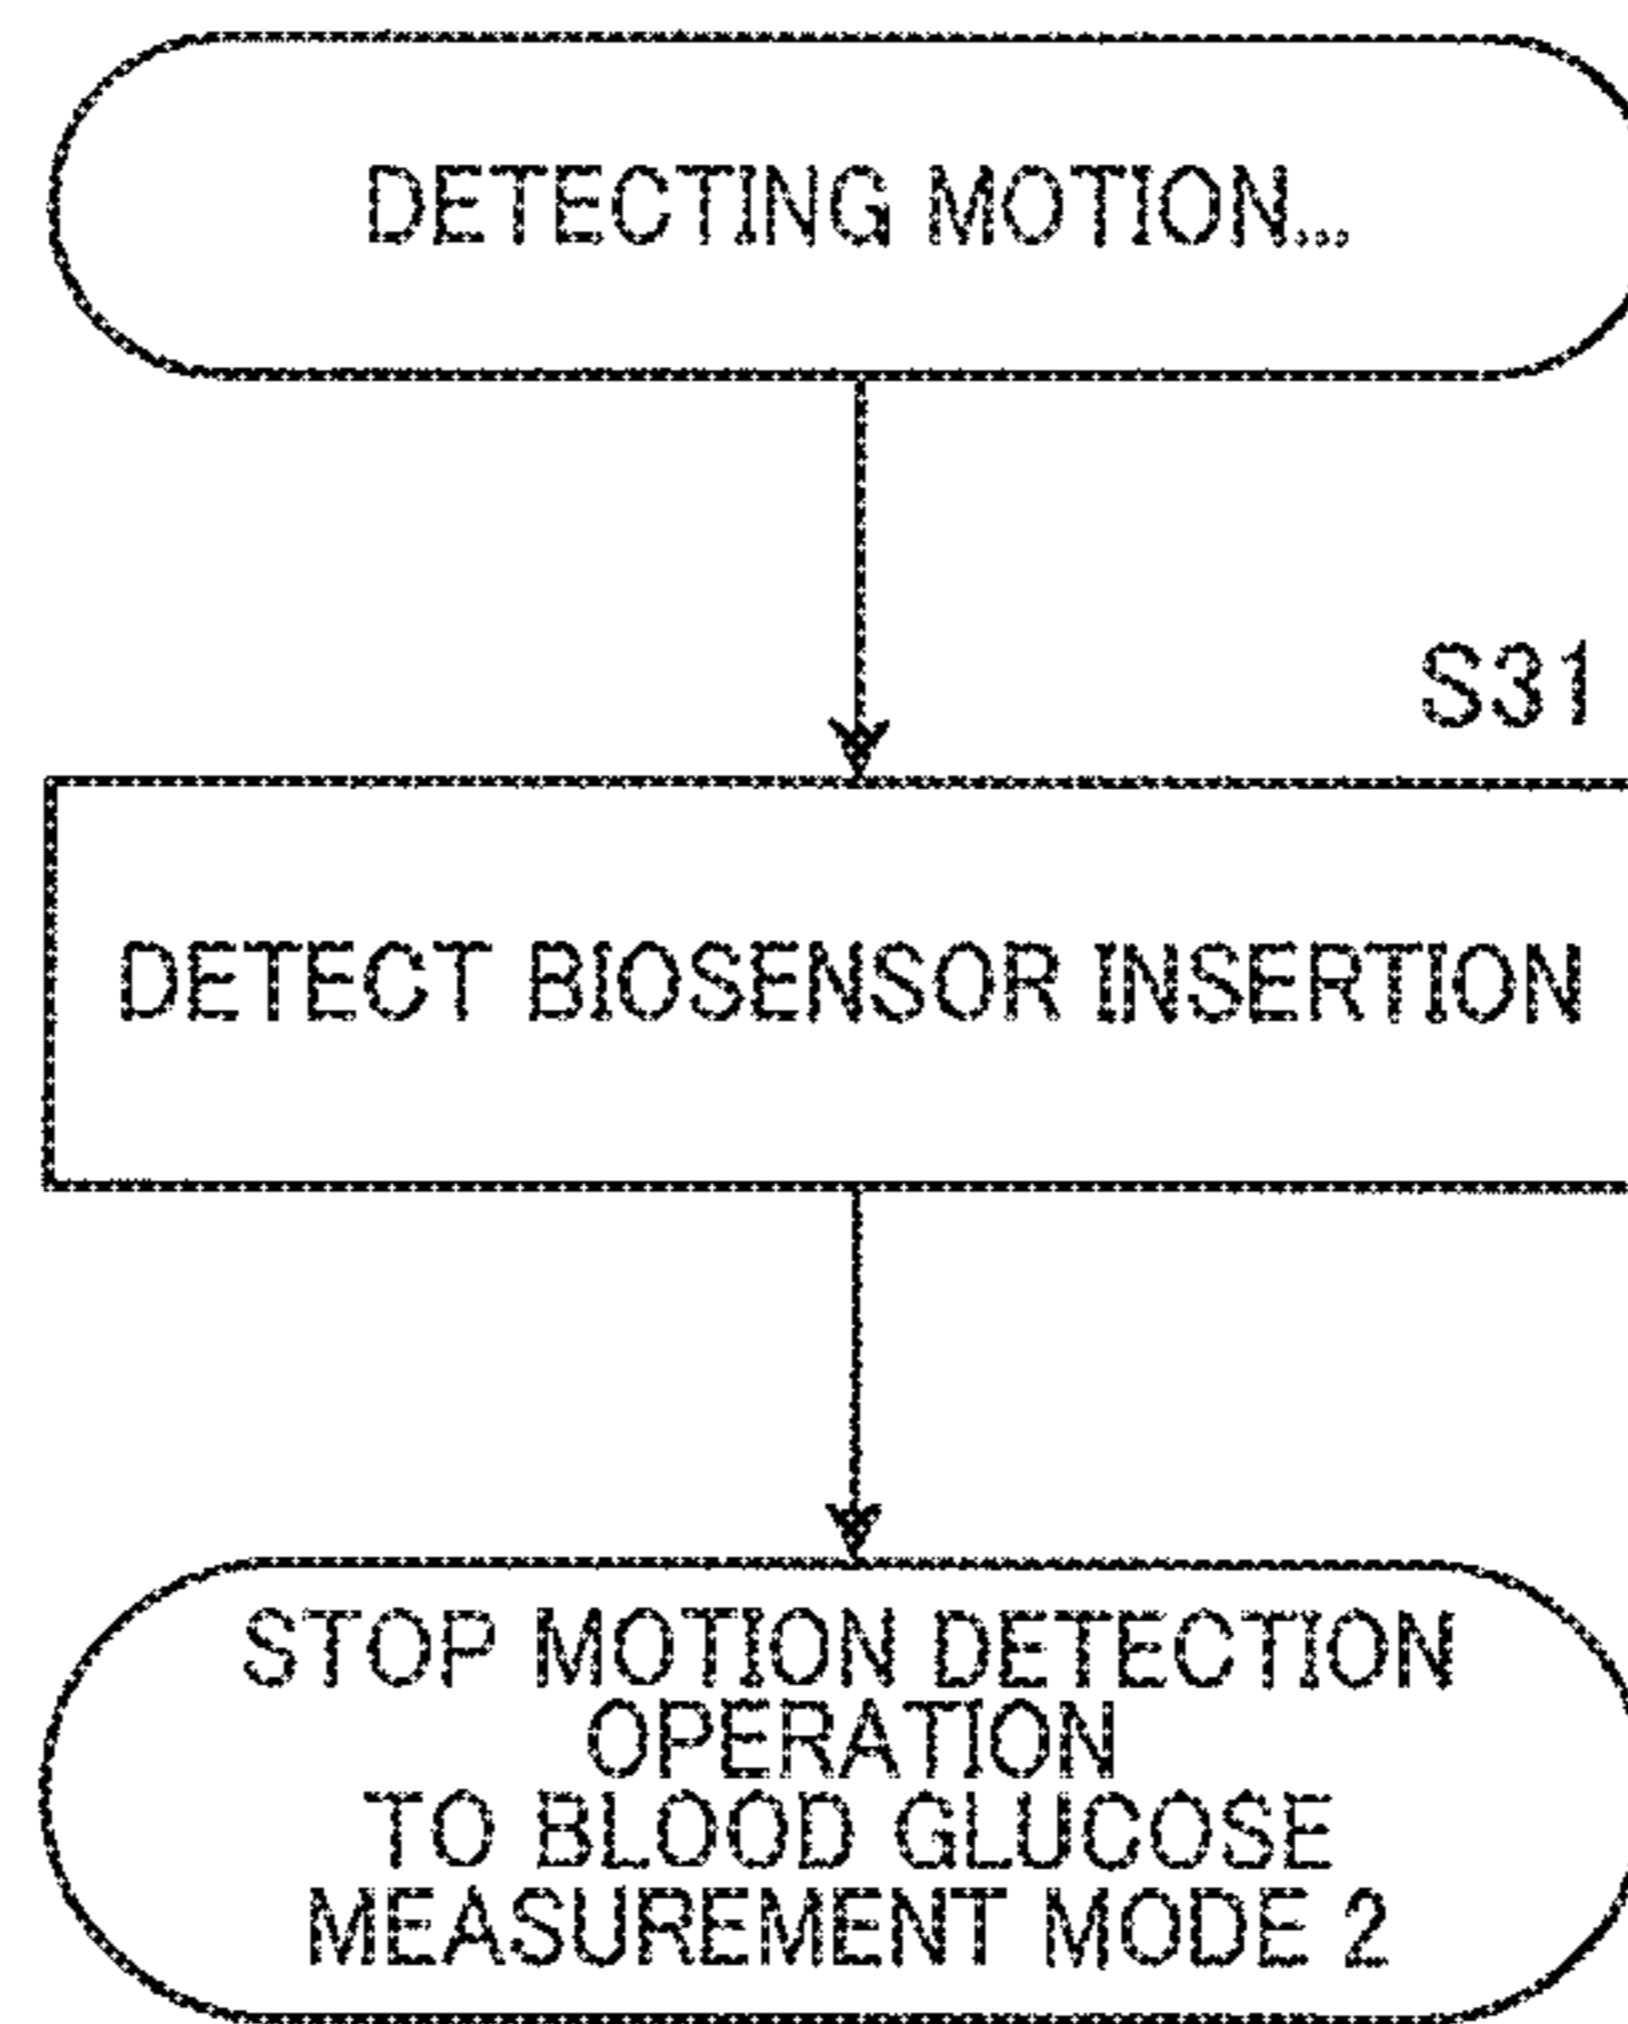 DETECTING MOTION...
S31
DETECT BIOSENSOR INSERTION
STOP MOTION DETECTION
OPERATION
TO BLOOD GLUCOSE
MEASUREMENT MODE 2